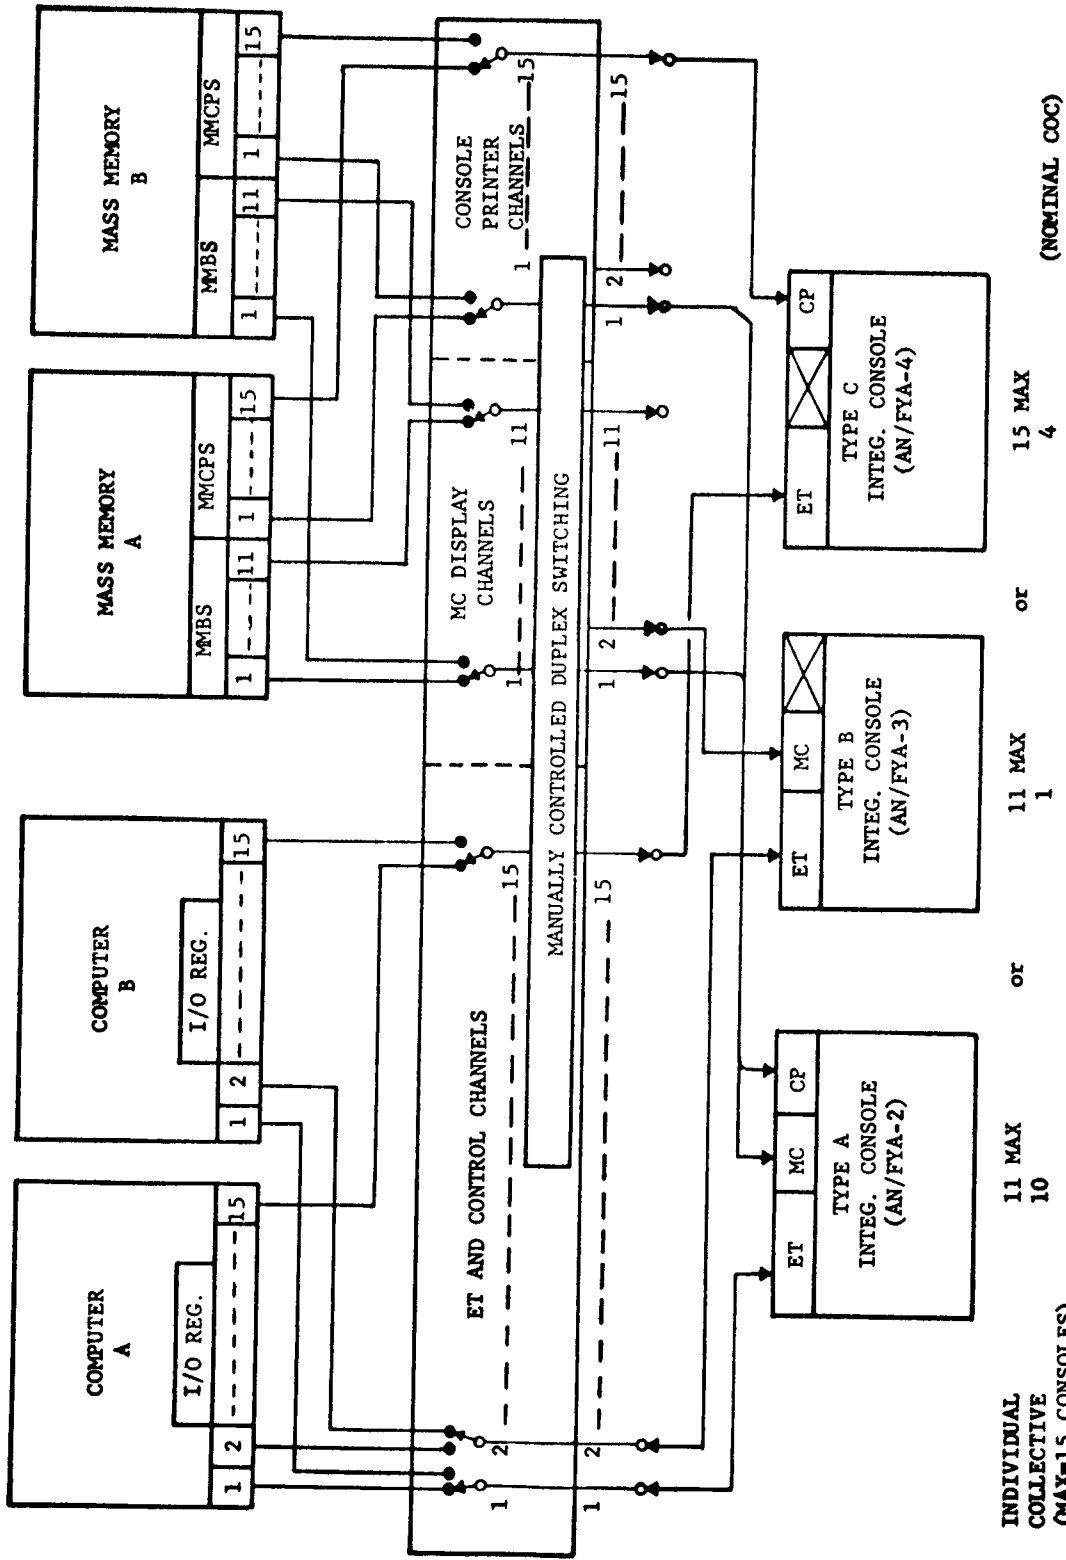 COMPUTER
A
I/O REG.
1 2 ------ 15
COMPUTER
B
I/O REG.
1 2 ------ 15
MASS MEMORY
A
MMBS MMCPS
1 ---- 11 1 ---- 15
MASS MEMORY
B
MMBS MMCPS
1 ---- 11 1 ---- 15
ET AND CONTROL CHANNELS
1 2 15
MC DISPLAY
CHANNELS
1 11
CONSOLE
PRINTER
CHANNELS
1 15
MANUALLY CONTROLLED DUPLEX SWITCHING
1 2 15
1 2 11
1 2 15
ET MC CP
TYPE A
INTEG. CONSOLE
(AN/FYA-2)
ET MC
TYPE B
INTEG. CONSOLE
(AN/FYA-3)
ET CP
TYPE C
INTEG. CONSOLE
(AN/FYA-4)
INDIVIDUAL 11 MAX or 11 MAX or 15 MAX
COLLECTIVE 10 1 4 (NOMINAL COC)
(MAX=15 CONSOLES)